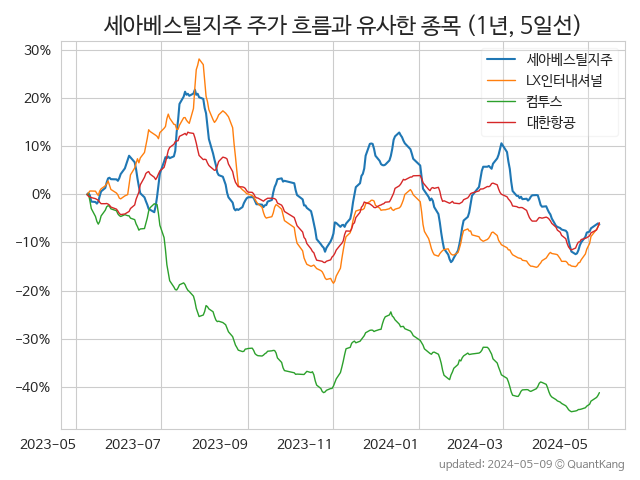 세아베스틸지주 주가 흐름과 유사한 종목 (1년, 5일선)
세아베스틸지주
LX인터내셔널
컴투스
대한항공
30%
20%
10%
0%
−10%
−20%
−30%
−40%
2023-05
2023-07
2023-09
2023-11
2024-01
2024-03
2024-05
updated: 2024-05-09 © QuantKang